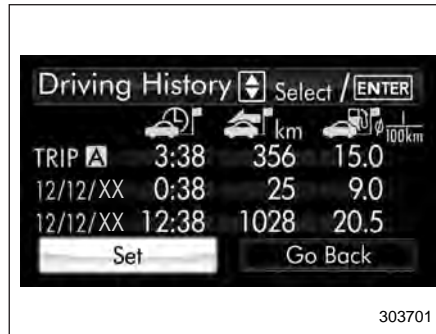 Driving History Select / ENTER
km ø/100km
TRIP A 3:38 356 15.0
12/12/XX 0:38 25 9.0
12/12/XX 12:38 1028 20.5
Set Go Back
303701